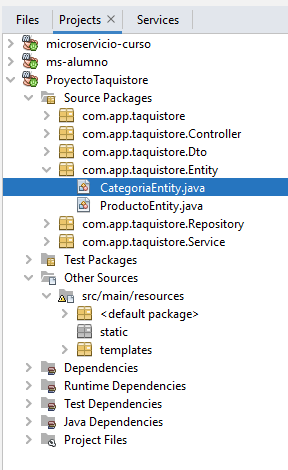 Files Projects Services
microservicio-curso
ms-alumno
ProyectoTaquistore
Source Packages
com.app.taquistore
com.app.taquistore.Controller
com.app.taquistore.Dto
com.app.taquistore.Entity
CategoriaEntity.java
ProductoEntity.java
com.app.taquistore.Repository
com.app.taquistore.Service
Test Packages
Other Sources
src/main/resources
<default package>
static
templates
Dependencies
Runtime Dependencies
Test Dependencies
Java Dependencies
Project Files